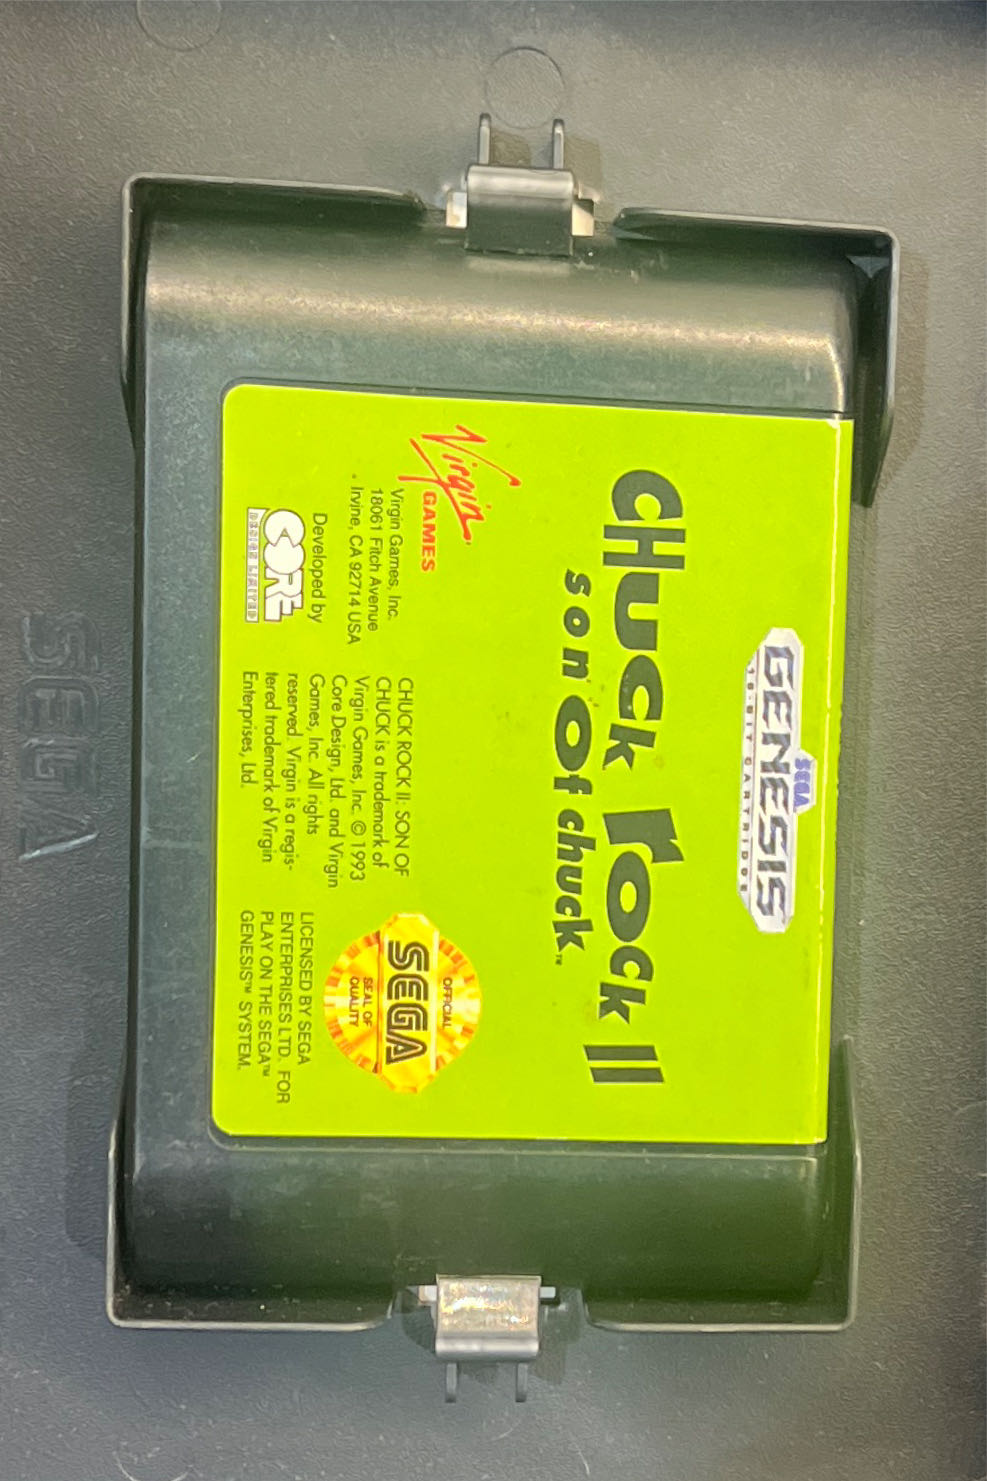 SEGA
GENESIS
16-BIT CARTRIDGE
CHuck rock II
son Of chuck™
Virgin
GAMES
Virgin Games, Inc.
18061 Fitch Avenue
Irvine, CA 92714 USA
Developed by
CORE
DESIGN LIMITED
CHUCK ROCK II: SON OF
CHUCK is a trademark of
Virgin Games, Inc. © 1993
Core Design, Ltd. and Virgin
Games, Inc. All rights
reserved. Virgin is a regis-
tered trademark of Virgin
Enterprises, Ltd.
OFFICIAL
SEGA
SEAL OF
QUALITY
LICENSED BY SEGA
ENTERPRISES LTD. FOR
PLAY ON THE SEGA™
GENESIS™ SYSTEM.
SEGA